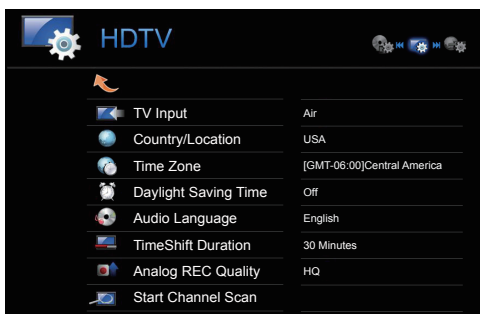 HDTV
TV Input Air
Country/Location USA
Time Zone [GMT-06:00]Central America
Daylight Saving Time Off
Audio Language English
TimeShift Duration 30 Minutes
Analog REC Quality HQ
Start Channel Scan